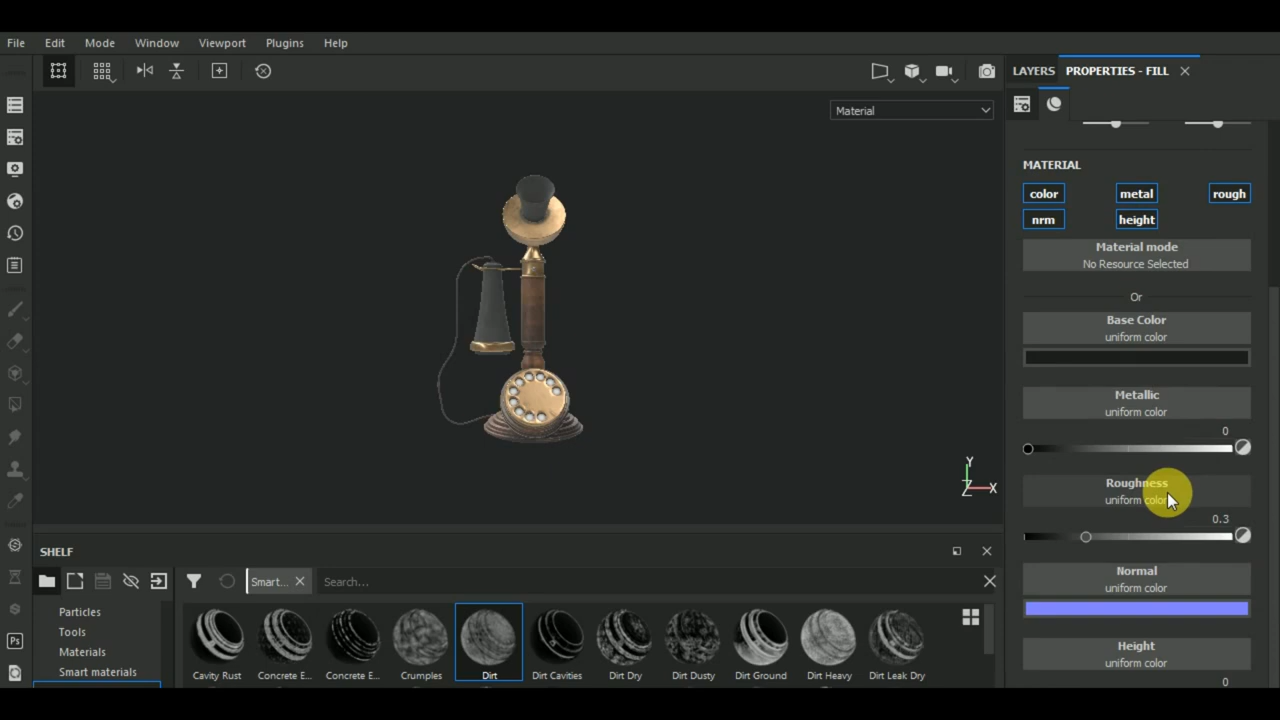 File Edit Mode Window Viewport Plugins Help
LAYERS PROPERTIES - FILL
Material
MATERIAL
color metal rough
nrm height
Material mode
No Resource Selected
Or
Base Color
uniform color
Metallic
uniform color
0
Y
Z X
Roughness
uniform color
0.3
SHELF
Normal
uniform color
Smart... Search...
Particles
Tools
Materials
Smart materials
Height
uniform color
Cavity Rust Concrete E... Concrete E... Crumples Dirt Dirt Cavities Dirt Dry Dirt Dusty Dirt Ground Dirt Heavy Dirt Leak Dry
0
Ps